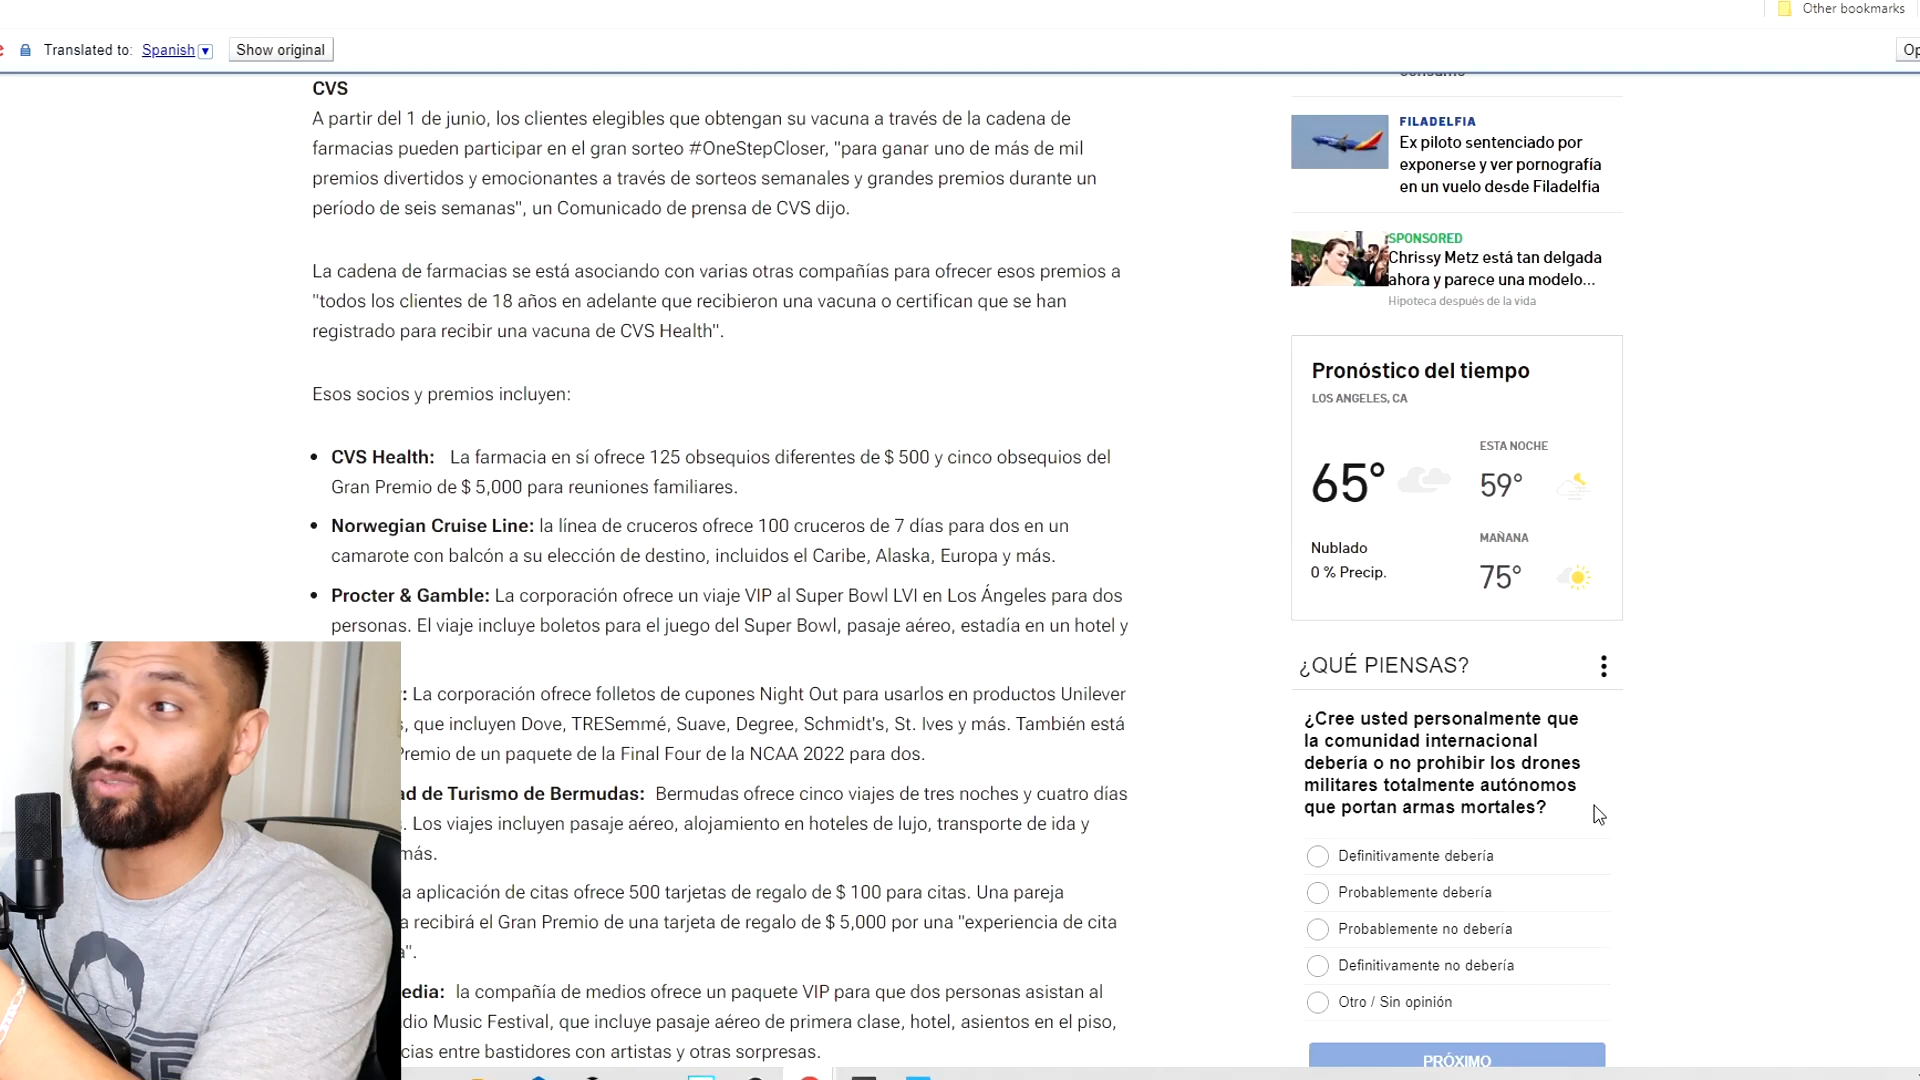 Other bookmarks
Translated to: Spanish
Show original
CVS
A partir del 1 de junio, los clientes elegibles que obtengan su vacuna a través de la cadena de
farmacias pueden participar en el gran sorteo #OneStepCloser, "para ganar uno de más de mil
premios divertidos y emocionantes a través de sorteos semanales y grandes premios durante un
período de seis semanas", un Comunicado de prensa de CVS dijo.
La cadena de farmacias se está asociando con varias otras compañías para ofrecer esos premios a
"todos los clientes de 18 años en adelante que recibieron una vacuna o certifican que se han
registrado para recibir una vacuna de CVS Health".
Esos socios y premios incluyen:
• CVS Health: La farmacia en sí ofrece 125 obsequios diferentes de $ 500 y cinco obsequios del
Gran Premio de $ 5,000 para reuniones familiares.
• Norwegian Cruise Line: la línea de cruceros ofrece 100 cruceros de 7 días para dos en un
camarote con balcón a su elección de destino, incluidos el Caribe, Alaska, Europa y más.
• Procter & Gamble: La corporación ofrece un viaje VIP al Super Bowl LVI en Los Ángeles para dos
personas. El viaje incluye boletos para el juego del Super Bowl, pasaje aéreo, estadía en un hotel y
: La corporación ofrece folletos de cupones Night Out para usarlos en productos Unilever
, que incluyen Dove, TRESemmé, Suave, Degree, Schmidt's, St. Ives y más. También está
Premio de un paquete de la Final Four de la NCAA 2022 para dos.
ad de Turismo de Bermudas: Bermudas ofrece cinco viajes de tres noches y cuatro días
. Los viajes incluyen pasaje aéreo, alojamiento en hoteles de lujo, transporte de ida y
más.
a aplicación de citas ofrece 500 tarjetas de regalo de $ 100 para citas. Una pareja
a recibirá el Gran Premio de una tarjeta de regalo de $ 5,000 por una "experiencia de cita
a".
edia: la compañía de medios ofrece un paquete VIP para que dos personas asistan al
dio Music Festival, que incluye pasaje aéreo de primera clase, hotel, asientos en el piso,
cias entre bastidores con artistas y otras sorpresas.
FILADELFIA
Ex piloto sentenciado por
exponerse y ver pornografía
en un vuelo desde Filadelfia
SPONSORED
Chrissy Metz está tan delgada
ahora y parece una modelo...
Hipoteca después de la vida
Pronóstico del tiempo
LOS ANGELES, CA
65°
ESTA NOCHE
59°
Nublado
0 % Precip.
MAÑANA
75°
¿QUÉ PIENSAS?
¿Cree usted personalmente que
la comunidad internacional
debería o no prohibir los drones
militares totalmente autónomos
que portan armas mortales?
Definitivamente debería
Probablemente debería
Probablemente no debería
Definitivamente no debería
Otro / Sin opinión
PRÓXIMO